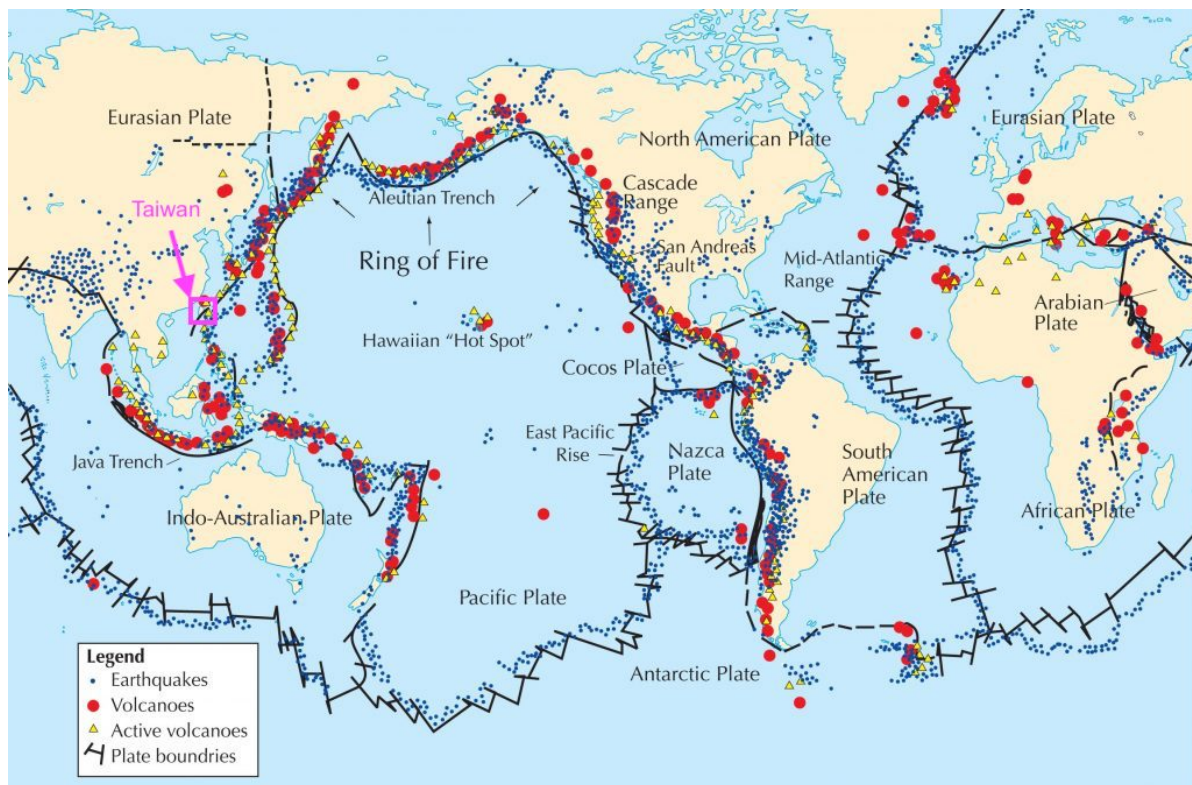 Eurasian Plate
North American Plate
Eurasian Plate
Aleutian Trench
Cascade
Range
Taiwan
San Andreas
Fault
Mid-Atlantic
Range
Ring of Fire
Arabian
Plate
Hawaiian “Hot Spot”
Cocos Plate
East Pacific
Rise
Nazca
Plate
South
American
Plate
Java Trench
Indo-Australian Plate
African Plate
Pacific Plate
Antarctic Plate
Legend
Earthquakes
Volcanoes
Active volcanoes
Plate boundries